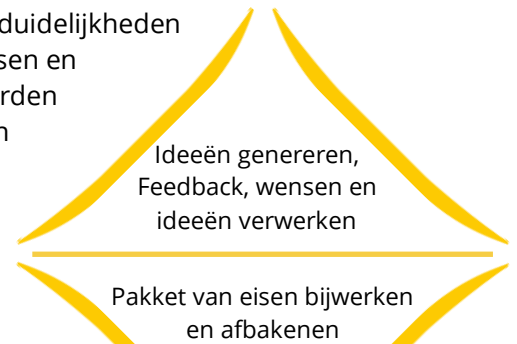 duidelijkheden
sen en
rden
n
Ideeën genereren,
Feedback, wensen en
ideeën verwerken
Pakket van eisen bijwerken
en afbakenen